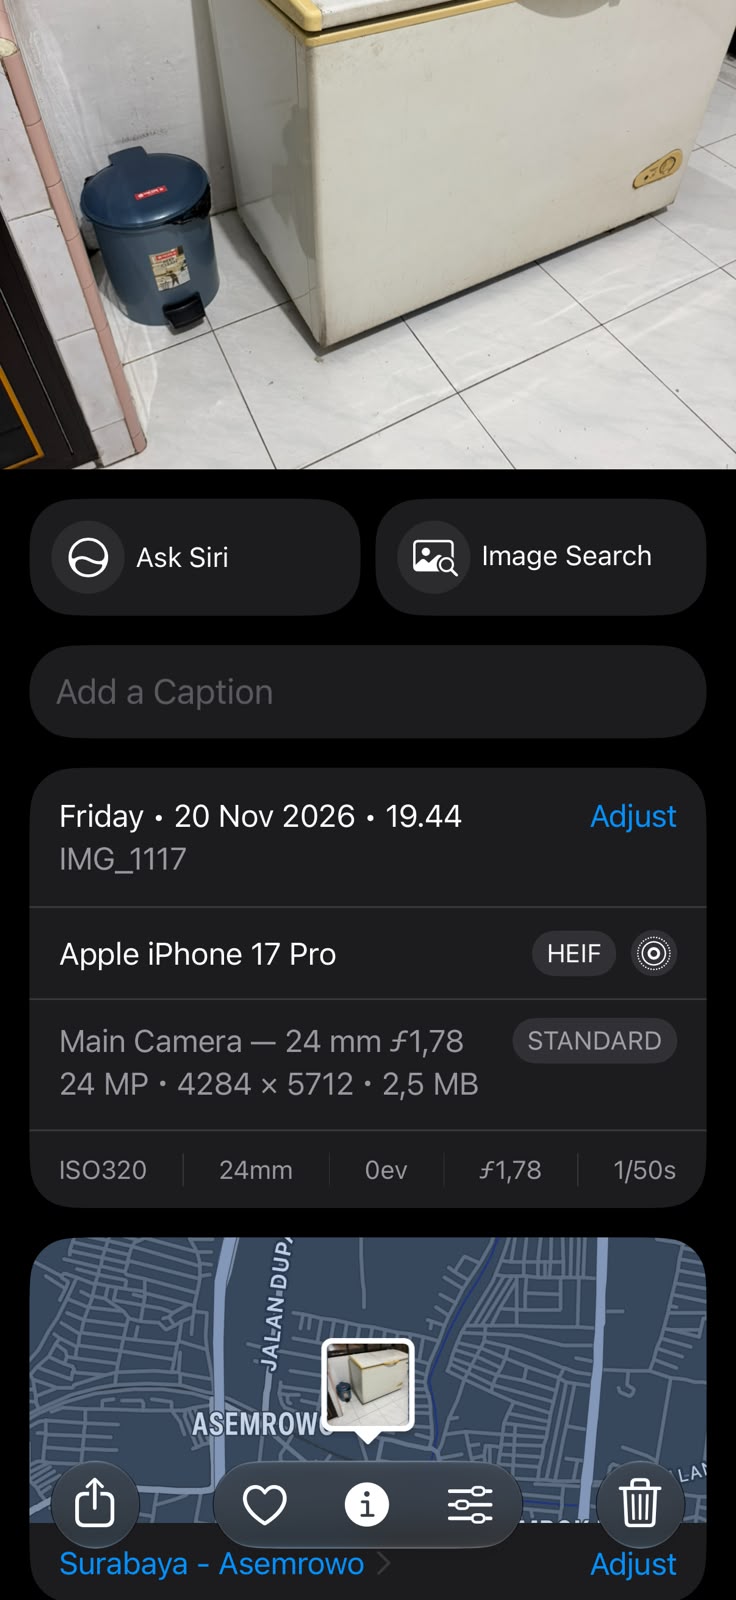 Ask Siri
Image Search
Add a Caption
Friday • 20 Nov 2026 • 19.44
Adjust
IMG_1117
Apple iPhone 17 Pro
HEIF
Main Camera — 24 mm ƒ1,78
STANDARD
24 MP • 4284 × 5712 • 2,5 MB
ISO320
24mm
0ev
ƒ1,78
1/50s
JALAN DUPA
ASEMROWO
Surabaya - Asemrowo
Adjust